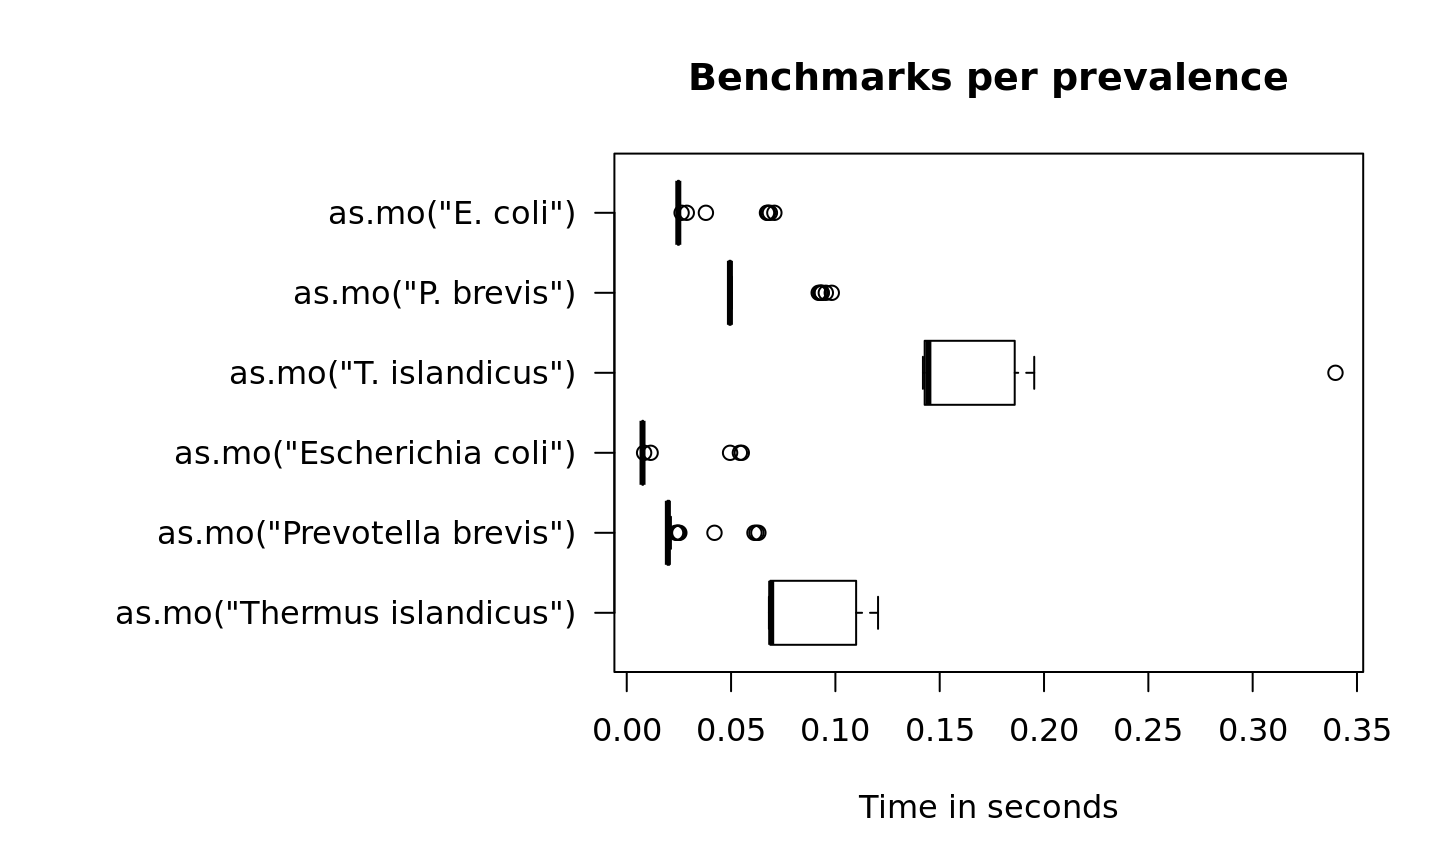 Benchmarks per prevalence
as.mo("E. coli")
as.mo("P. brevis")
as.mo("T. islandicus")
as.mo("Escherichia coli")
as.mo("Prevotella brevis")
as.mo("Thermus islandicus")
0.00 0.05 0.10 0.15 0.20 0.25 0.30 0.35
Time in seconds